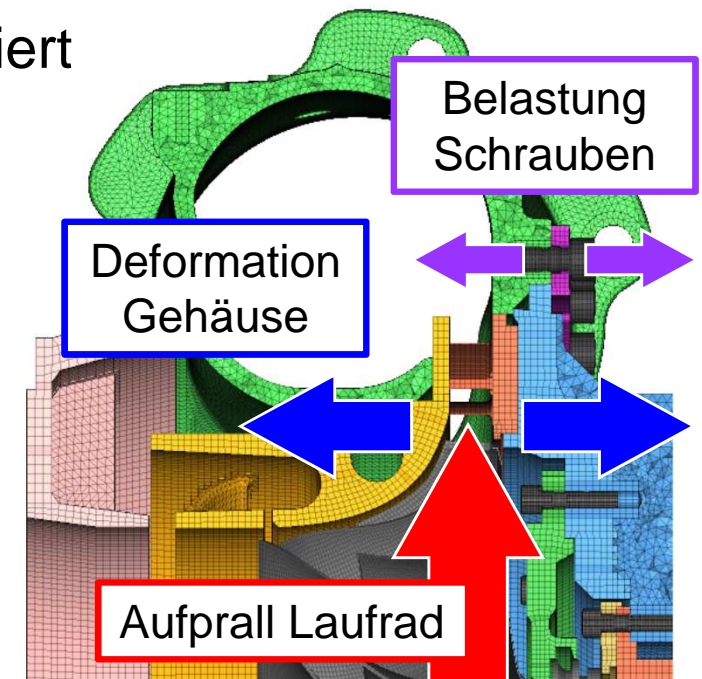 iert
Belastung
Schrauben
Deformation
Gehäuse
Aufprall Laufrad